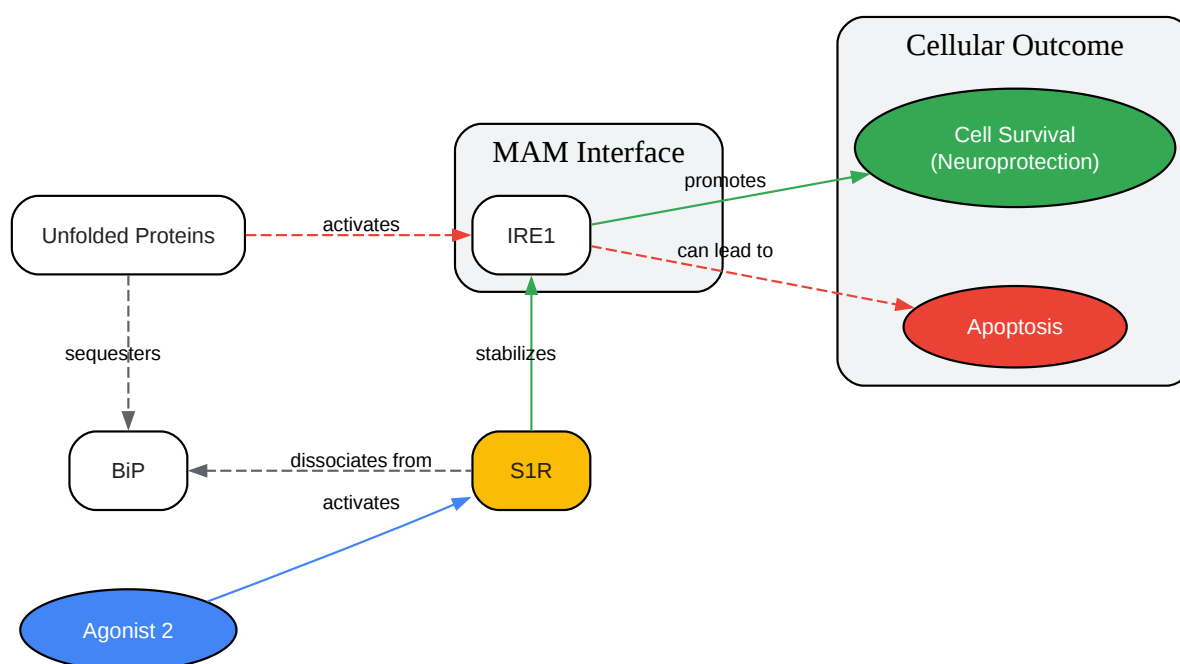 Cellular Outcome
Cell Survival
(Neuroprotection)
MAM Interface
promotes
Unfolded Proteins
activates
IRE1
can lead to
Apoptosis
sequesters
stabilizes
BiP
dissociates from
S1R
activates
Agonist 2